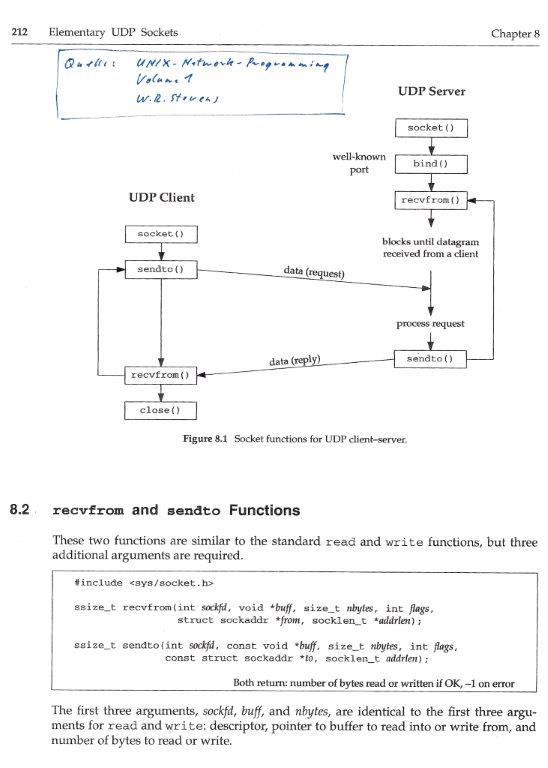 212 Elementary UDP Sockets Chapter 8
Quelle: UNIX-Network-Programming
Volume 1
W.R. Stevens
UDP Server
socket()
well-known
port
bind()
recvfrom()
UDP Client
socket()
blocks until datagram
received from a client
sendto()
data (request)
process request
data (reply)
sendto()
recvfrom()
close()
Figure 8.1 Socket functions for UDP client–server.
8.2 recvfrom and sendto Functions
These two functions are similar to the standard read and write functions, but three
additional arguments are required.
#include <sys/socket.h>
ssize_t recvfrom(int sockfd, void *buff, size_t nbytes, int flags,
struct sockaddr *from, socklen_t *addrlen);
ssize_t sendto(int sockfd, const void *buff, size_t nbytes, int flags,
const struct sockaddr *to, socklen_t addrlen);
Both return: number of bytes read or written if OK, –1 on error
The first three arguments, sockfd, buff, and nbytes, are identical to the first three argu-
ments for read and write: descriptor, pointer to buffer to read into or write from, and
number of bytes to read or write.